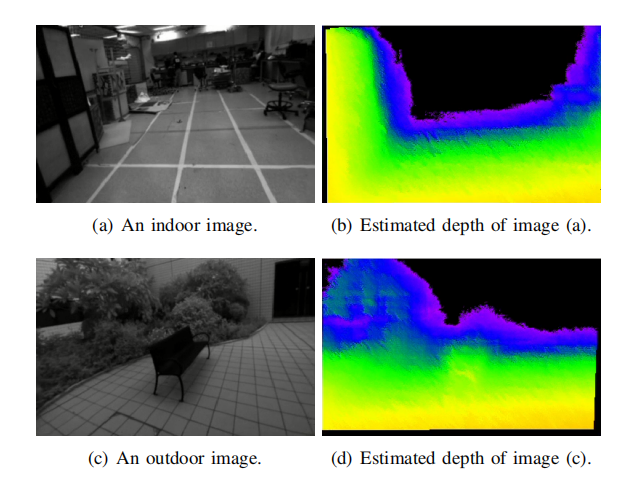 (a) An indoor image.
(b) Estimated depth of image (a).
(c) An outdoor image.
(d) Estimated depth of image (c).